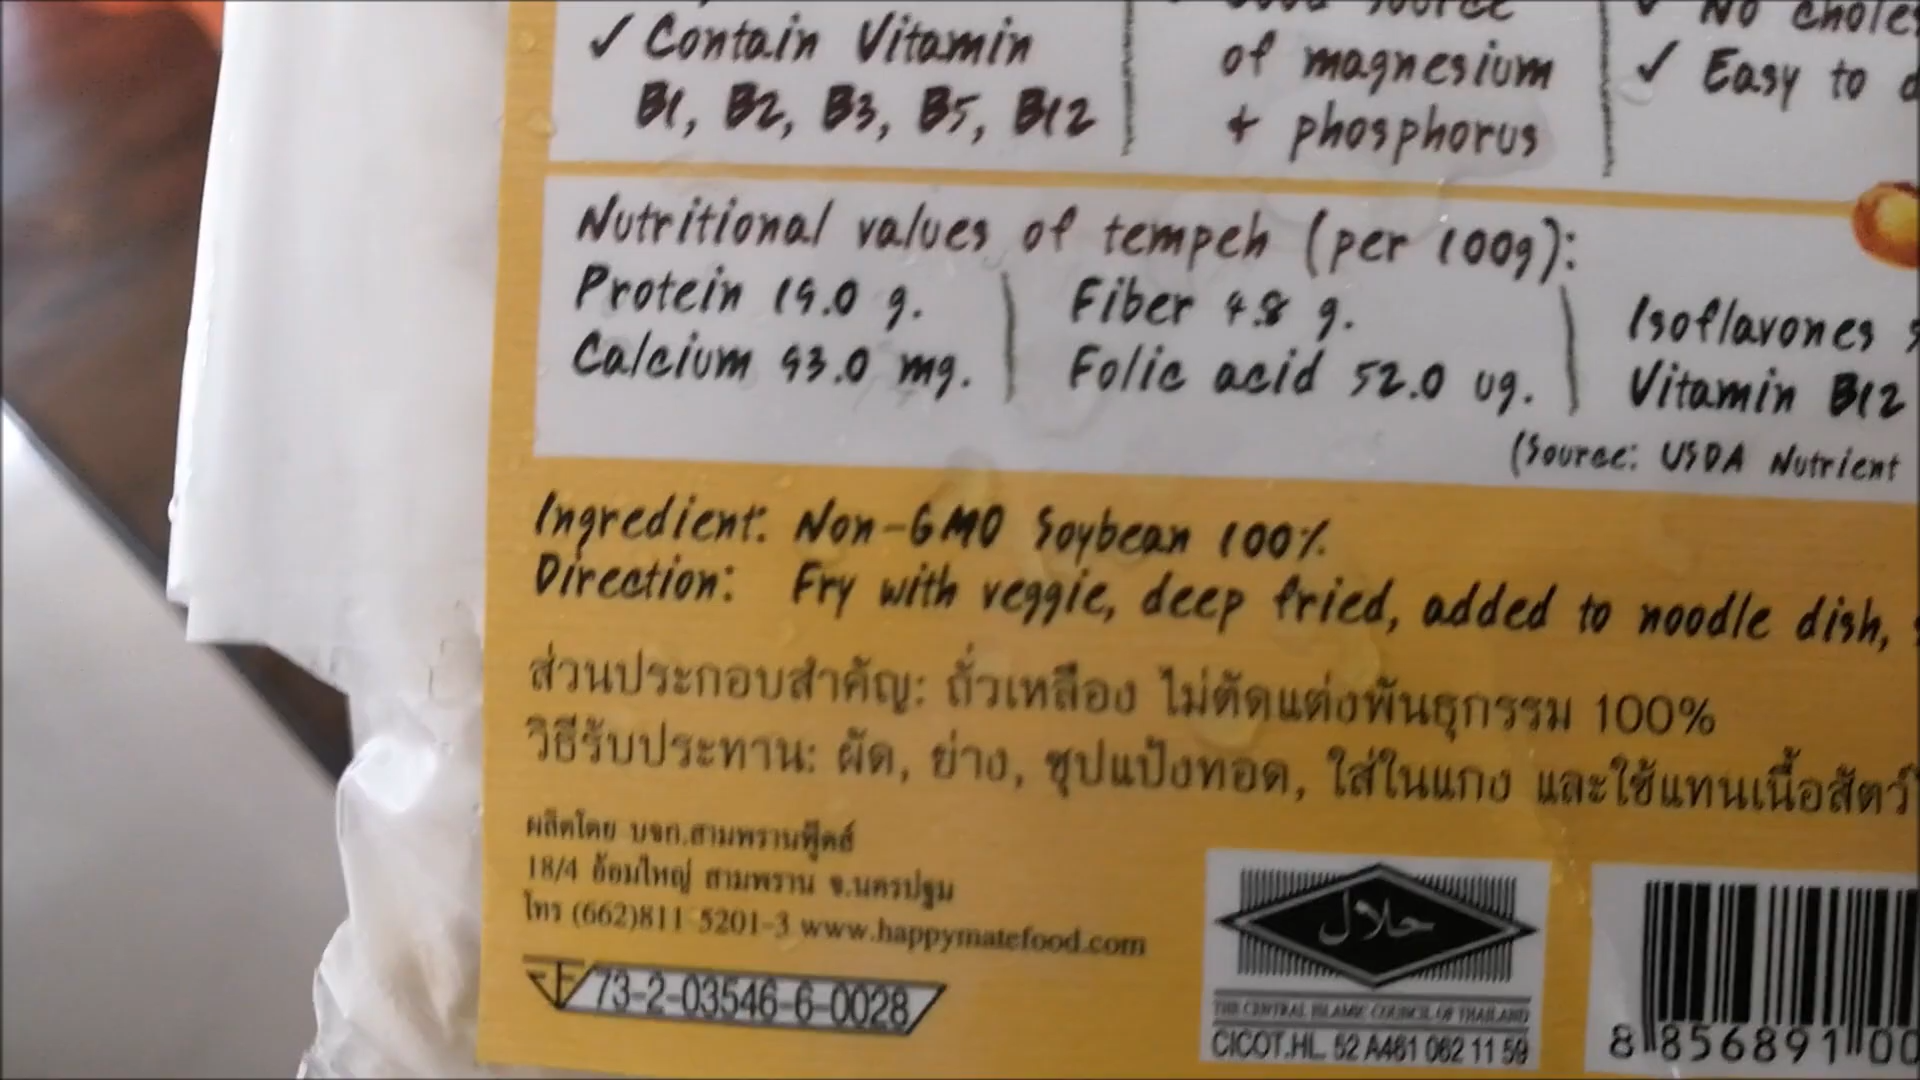 ✓ Contain Vitamin
B1, B2, B3, B5, B12
of magnesium
+ phosphorus
✓ No
✓ Easy to
Nutritional values of tempeh (per 100g):
Protein 19.0 g.
Calcium 93.0 mg.
Fiber 4.8 g.
Folic acid 52.0 ug.
Isoflavones
Vitamin B12
(Source: USDA Nutrient
Ingredient: Non-GMO Soybean 100%
Direction: Fry with veggie, deep fried, added to noodle dish,
ส่วนประกอบสำคัญ: ถั่วเหลือง ไม่ตัดแต่งพันธุกรรม 100%
วิธีรับประทาน: ผัด, ย่าง, ชุปแป้งทอด, ใส่ในแกง และใช้แทนเนื้อสัตว์
ผลิตโดย บจก.สามพรานฟู๊ดส์
18/4 อ้อมใหญ่ สามพราน จ.นครปฐม
โทร (662)811 5201-3 www.happymatefood.com
73-2-03546-6-0028
حلال
THE CENTRAL ISLAMIC COUNCIL OF THAILAND
CICOT.HL. 52 A461 062 11 59
8 856891 00